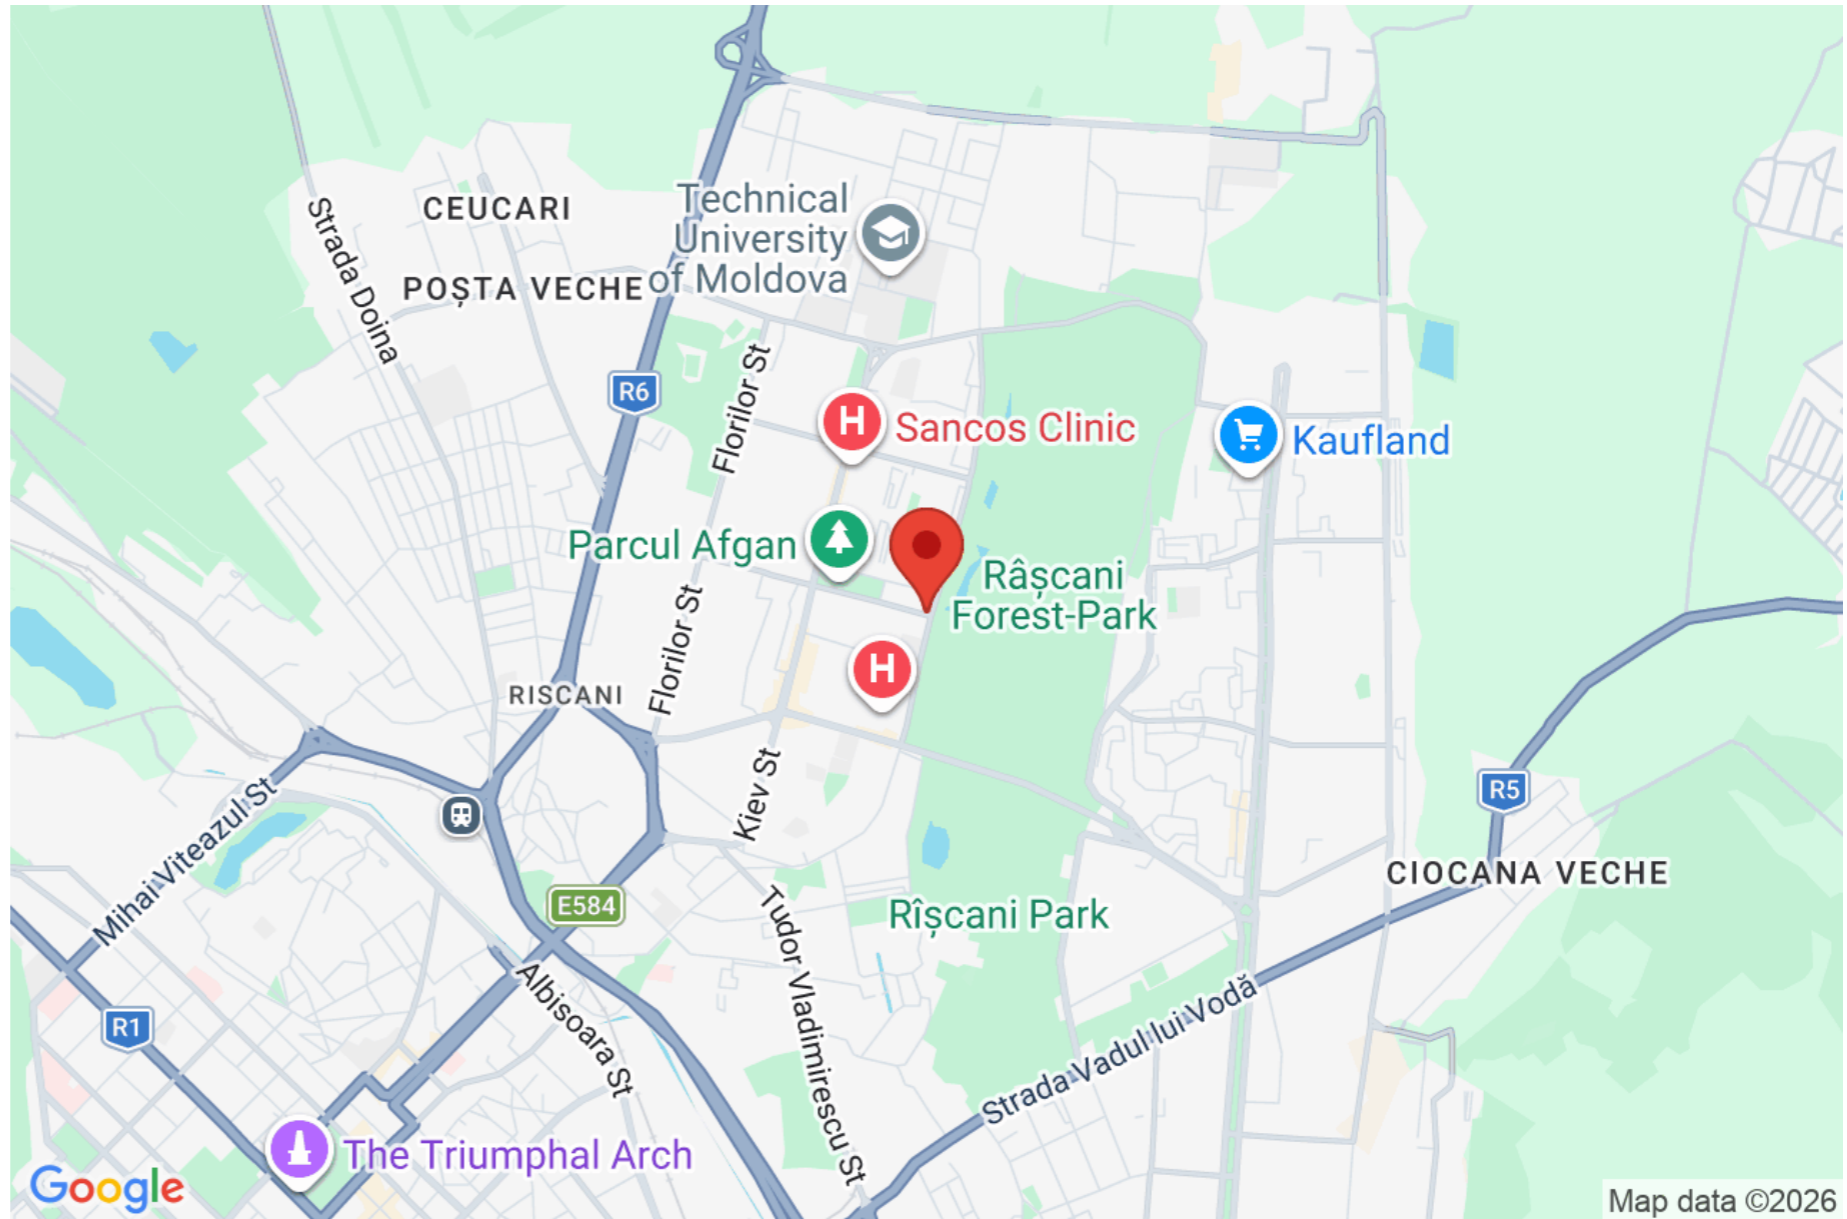 CEUCARI
Technical
University
of Moldova
POȘTA VECHE
Strada Doina
R6
Florilor St
H
Sancos Clinic
Kaufland
Parcul Afgan
Râșcani
Forest-Park
Florilor St
H
RISCANI
Kiev St
R5
Mihai Viteazul St
CIOCANA VECHE
E584
Rîșcani Park
Tudor Vladimirescu St
Albisoara St
R1
Strada Vadul lui Vodă
The Triumphal Arch
Google
Map data ©2026